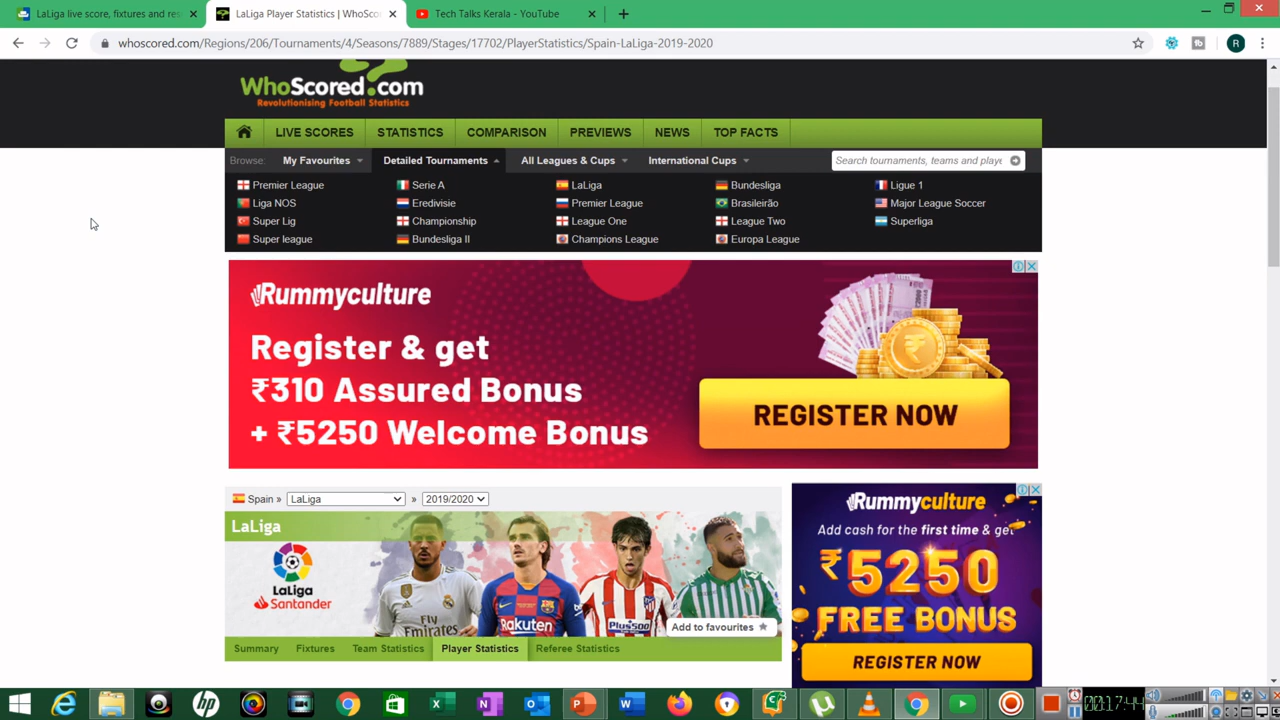 LaLiga live score, fixtures and res
LaLiga Player Statistics | WhoScor
Tech Talks Kerala - YouTube
whoscored.com/Regions/206/Tournaments/4/Seasons/7889/Stages/17702/PlayerStatistics/Spain-LaLiga-2019-2020
R
WhoScored.com
Revolutionising Football Statistics
LIVE SCORES STATISTICS COMPARISON PREVIEWS NEWS TOP FACTS
Browse: My Favourites Detailed Tournaments All Leagues & Cups International Cups Search tournaments, teams and playe
Premier League Serie A LaLiga Bundesliga Ligue 1
Liga NOS Eredivisie Premier League Brasileirão Major League Soccer
Super Lig Championship League One League Two Superliga
Super league Bundesliga II Champions League Europa League
Rummyculture
Register & get
₹310 Assured Bonus
+ ₹5250 Welcome Bonus
REGISTER NOW
Spain » LaLiga » 2019/2020
LaLiga
LaLiga
Santander
Fly
Emirates
Rakuten
Plus500
Add to favourites
Summary Fixtures Team Statistics Player Statistics Referee Statistics
Rummyculture
Add cash for the first time & get
₹5250
FREE BONUS
REGISTER NOW
00:17:44